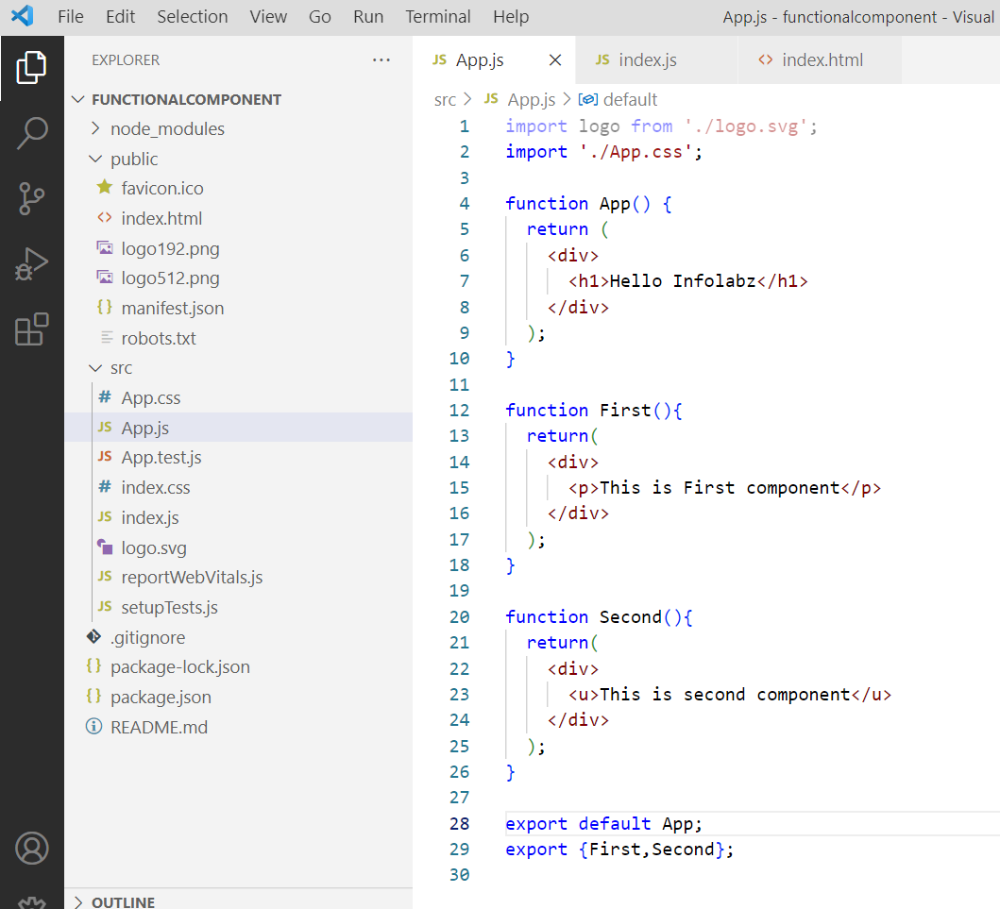 File Edit Selection View Go Run Terminal Help App.js - functionalcomponent - Visual
EXPLORER ...
FUNCTIONALCOMPONENT
node_modules
public
favicon.ico
index.html
logo192.png
logo512.png
manifest.json
robots.txt
src
App.css
App.js
App.test.js
index.css
index.js
logo.svg
reportWebVitals.js
setupTests.js
.gitignore
package-lock.json
package.json
README.md
OUTLINE
JS App.js × JS index.js <> index.html
src > JS App.js > default
1 import logo from './logo.svg';
2 import './App.css';
3
4 function App() {
5   return (
6     <div>
7       <h1>Hello Infolabz</h1>
8     </div>
9   );
10 }
11
12 function First(){
13   return(
14     <div>
15       <p>This is First component</p>
16     </div>
17   );
18 }
19
20 function Second(){
21   return(
22     <div>
23       <u>This is second component</u>
24     </div>
25   );
26 }
27
28 export default App;
29 export {First,Second};
30